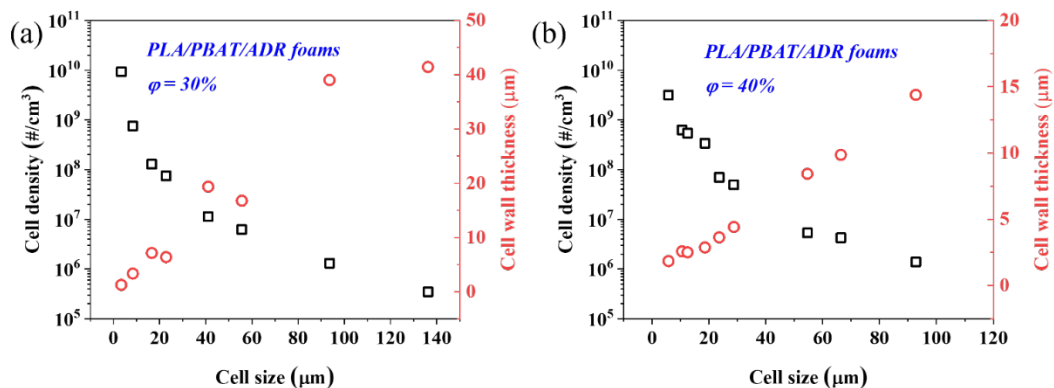 (a)
PLA/PBAT/ADR foams
φ = 30%
Cell density (#/cm³)
10¹¹
10¹⁰
10⁹
10⁸
10⁷
10⁶
10⁵
50
40
30
20
10
0
Cell wall thickness (μm)
0 20 40 60 80 100 120 140
Cell size (μm)
(b)
PLA/PBAT/ADR foams
φ = 40%
Cell density (#/cm³)
10¹¹
10¹⁰
10⁹
10⁸
10⁷
10⁶
10⁵
20
15
10
5
0
Cell wall thickness (μm)
0 20 40 60 80 100 120
Cell size (μm)